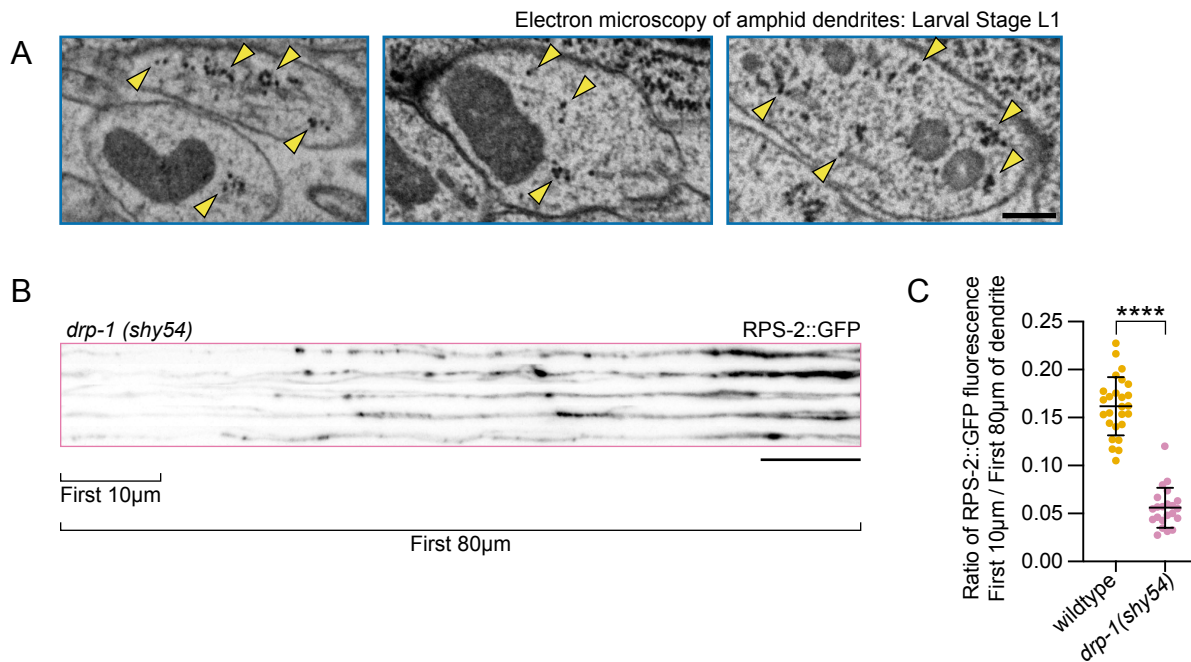 Electron microscopy of amphid dendrites: Larval Stage L1
A
B
drp-1 (shy54)
RPS-2::GFP
First 10μm
First 80μm
C
Ratio of RPS-2::GFP fluorescence
First 10μm / First 80μm of dendrite
****
0.25
0.20
0.15
0.10
0.05
0.00
wildtype
drp-1(shy54)